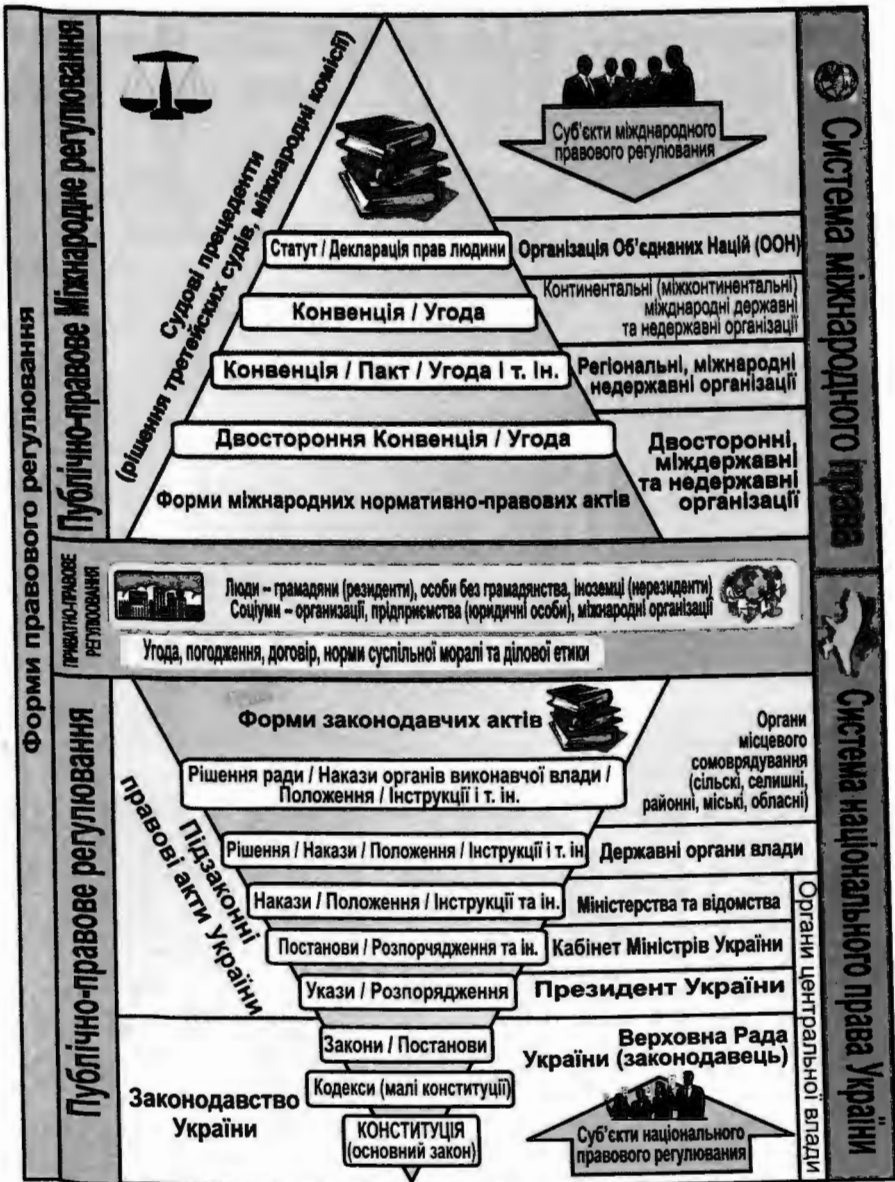 Форми правового регулювання
Публічно-правове Міжнародне регулювання
Судові прецеденти
(рішення третейских судів, міжнародні комісії)
Суб'єкти міжднародного
правового регулювання
Система міжнародного права
Статут / Декларація прав людини
Організація Об'єднаних Націй (ООН)
Конвенція / Угода
Континентальні (міжконтинентальні)
міжднародні державні
та недержавні організації
Конвенція / Пакт / Угода і т. ін.
Регіональні, міжнародні
недержавні організації
Двостороння Конвенція / Угода
Двосторонні,
міждержавні
та недержавні
організації
Форми міжнародних нормативно-правових актів
ПРИВАТНО-ПРАВОВЕ
РЕГУЛЮВАННЯ
Люди – грамадяни (резиденти), особи без грамадянства, іноземці (нерезиденти)
Соціуми – организації, прідприємства (юридичні особи), міжнародні організації
Угода, погодження, договір, норми суспільної моралі та ділової етики
Публічно-правове регулювання
Форми законодавчих актів
Органи
місцевого
сомоврядування
(сільскі, селишні,
районні, міські, обласні)
Система національного права України
Рішення ради / Накази органів виконавчої влади /
Положення / Інструкції і т. ін.
Підзаконні
правові акти України
Рішення / Накази / Положення / Інструкції і т. ін.
Державні органи влади
Накази / Положення / Інструкції та ін.
Міністерства та відомства
Органи центральної влади
Постанови / Розпорчядження та ін.
Кабінет Міністрів України
Укази / Розпорядження
Президент України
Закони / Постанови
Верховна Рада
України (законодавець)
Кодекси (малі конституції)
Законодавство
України
КОНСТИТУЦІЯ
(основний закон)
Суб'єкти національного
правового регулювання